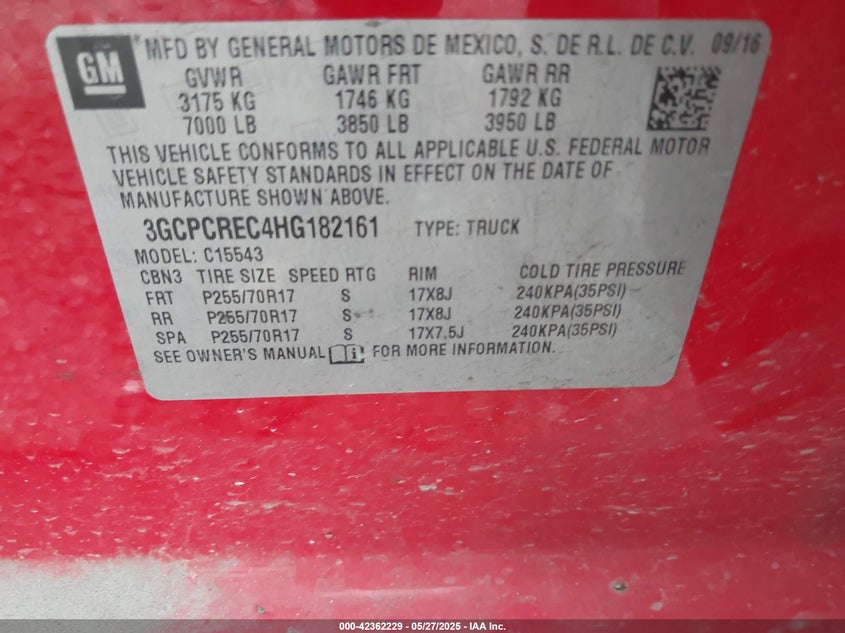 GM
MFD BY GENERAL MOTORS DE MEXICO, S. DE R.L. DE C.V. 09/16
GVWR GAWR FRT GAWR RR
3175 KG 1746 KG 1792 KG
7000 LB 3850 LB 3950 LB
THIS VEHICLE CONFORMS TO ALL APPLICABLE U.S. FEDERAL MOTOR
VEHICLE SAFETY STANDARDS IN EFFECT ON THE DATE OF
MANUFACTURE SHOWN ABOVE.
3GCPCREC4HG182161 TYPE: TRUCK
MODEL: C15543
CBN3 TIRE SIZE SPEED RTG RIM COLD TIRE PRESSURE
FRT P255/70R17 S 17X8J 240KPA(35PSI)
RR P255/70R17 S 17X8J 240KPA(35PSI)
SPA P255/70R17 S 17X7.5J 240KPA(35PSI)
SEE OWNER'S MANUAL i FOR MORE INFORMATION.
000-42362229 — 05/27/2025 — IAA Inc.